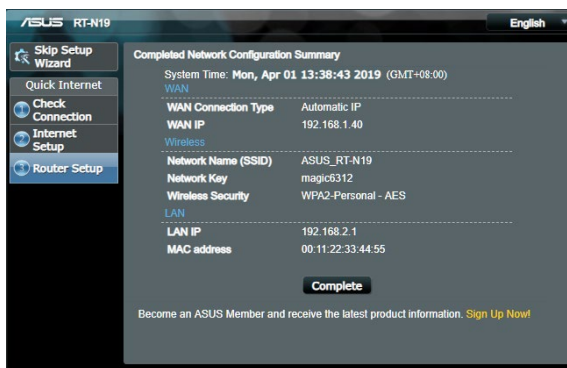 ASUS RT-N19
English
Skip Setup
Wizard
Quick Internet
1 Check
Connection
2 Internet
Setup
3 Router Setup
Completed Network Configuration Summary
System Time: Mon, Apr 01 13:38:43 2019 (GMT+08:00)
WAN
WAN Connection Type Automatic IP
WAN IP 192.168.1.40
Wireless
Network Name (SSID) ASUS_RT-N19
Network Key magic6312
Wireless Security WPA2-Personal - AES
LAN
LAN IP 192.168.2.1
MAC address 00:11:22:33:44:55
Complete
Become an ASUS Member and receive the latest product information. Sign Up Now!